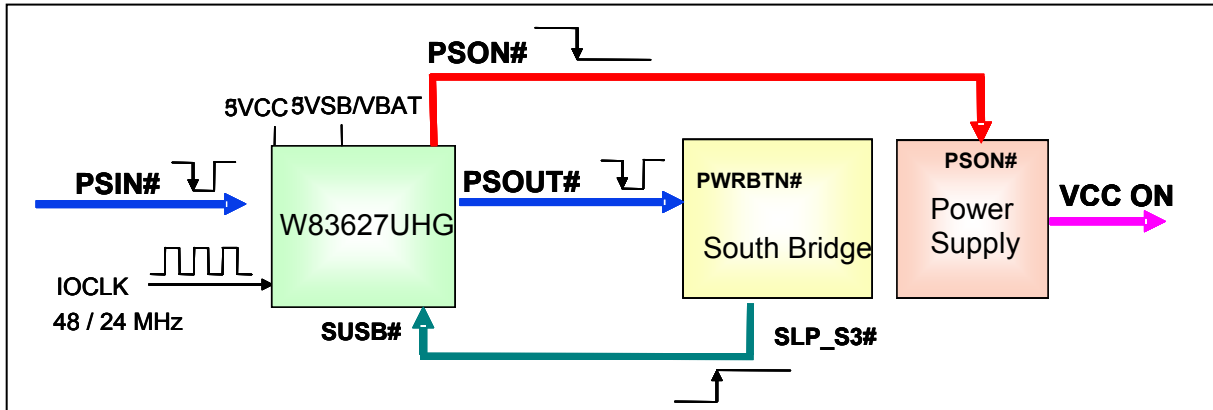 PSON#
5VCC 5VSB/VBAT
PSIN#
PSOUT#
PWRBTN#
PSON#
VCC ON
W83627UHG
South Bridge
Power
Supply
IOCLK
48 / 24 MHz
SUSB#
SLP_S3#